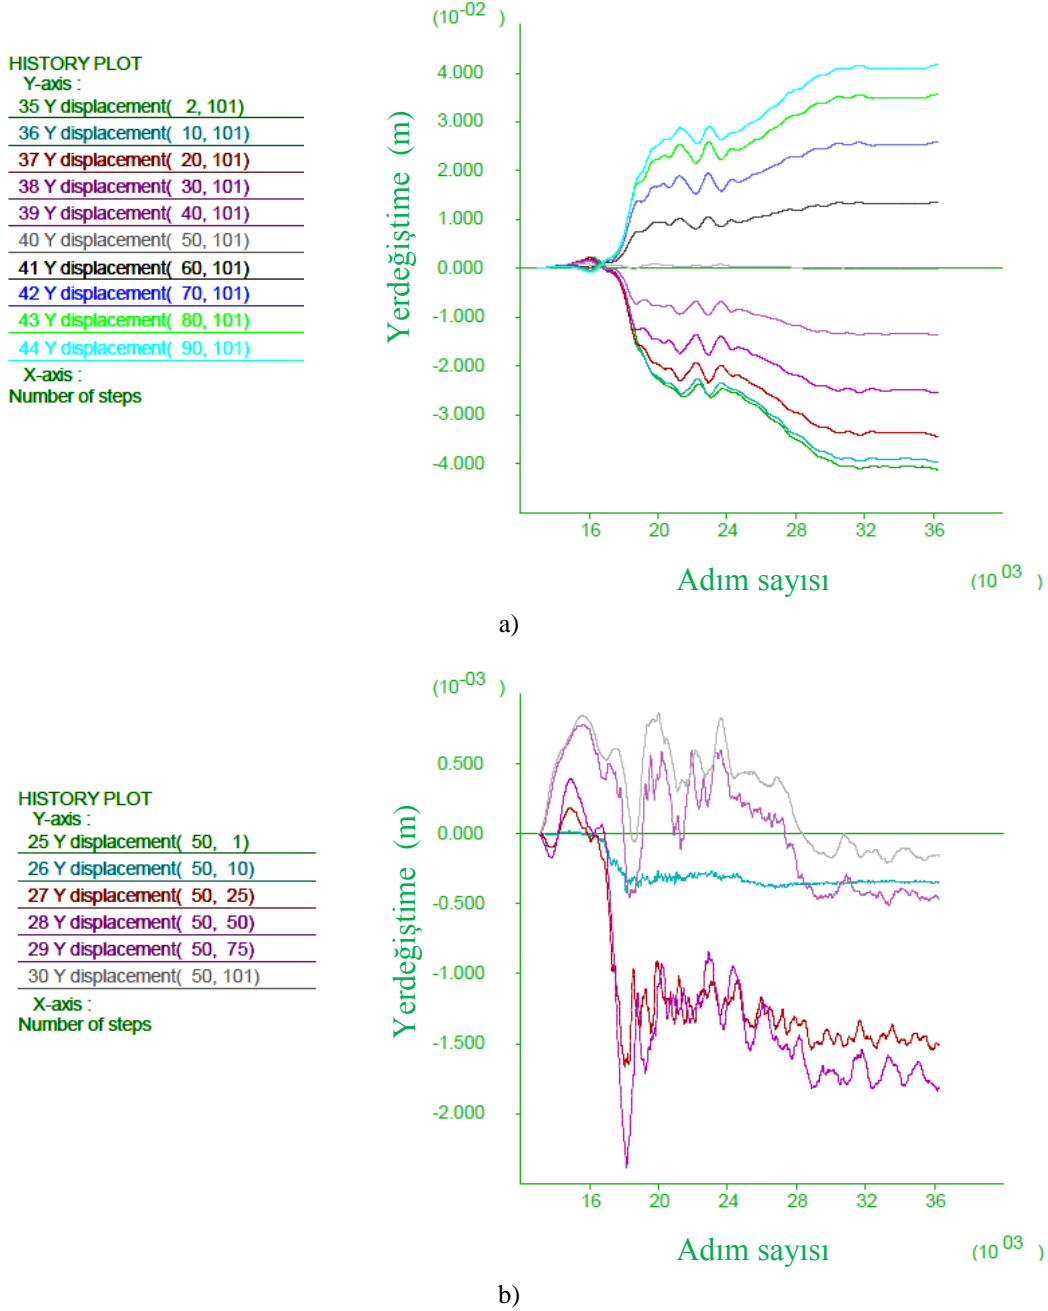 (10⁻⁰² )
HISTORY PLOT
Y-axis :
35 Y displacement( 2, 101)
36 Y displacement( 10, 101)
37 Y displacement( 20, 101)
38 Y displacement( 30, 101)
39 Y displacement( 40, 101)
40 Y displacement( 50, 101)
41 Y displacement( 60, 101)
42 Y displacement( 70, 101)
43 Y displacement( 80, 101)
44 Y displacement( 90, 101)
X-axis :
Number of steps
Yerdeğiştime (m)
4.000
3.000
2.000
1.000
0.000
-1.000
-2.000
-3.000
-4.000
16 20 24 28 32 36
Adım sayısı (10 ⁰³ )
a)
(10⁻⁰³ )
HISTORY PLOT
Y-axis :
25 Y displacement( 50, 1)
26 Y displacement( 50, 10)
27 Y displacement( 50, 25)
28 Y displacement( 50, 50)
29 Y displacement( 50, 75)
30 Y displacement( 50, 101)
X-axis :
Number of steps
Yerdeğiştime (m)
0.500
0.000
-0.500
-1.000
-1.500
-2.000
16 20 24 28 32 36
Adım sayısı (10 ⁰³ )
b)